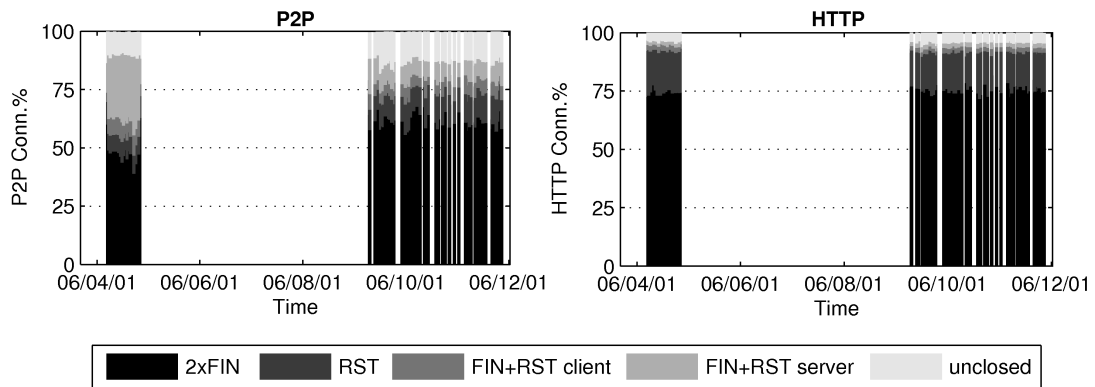 P2P
100
75
50
25
0
P2P Conn.%
06/04/01 06/06/01 06/08/01 06/10/01 06/12/01
Time
HTTP
100
75
50
25
0
HTTP Conn.%
06/04/01 06/06/01 06/08/01 06/10/01 06/12/01
Time
2xFIN RST FIN+RST client FIN+RST server unclosed